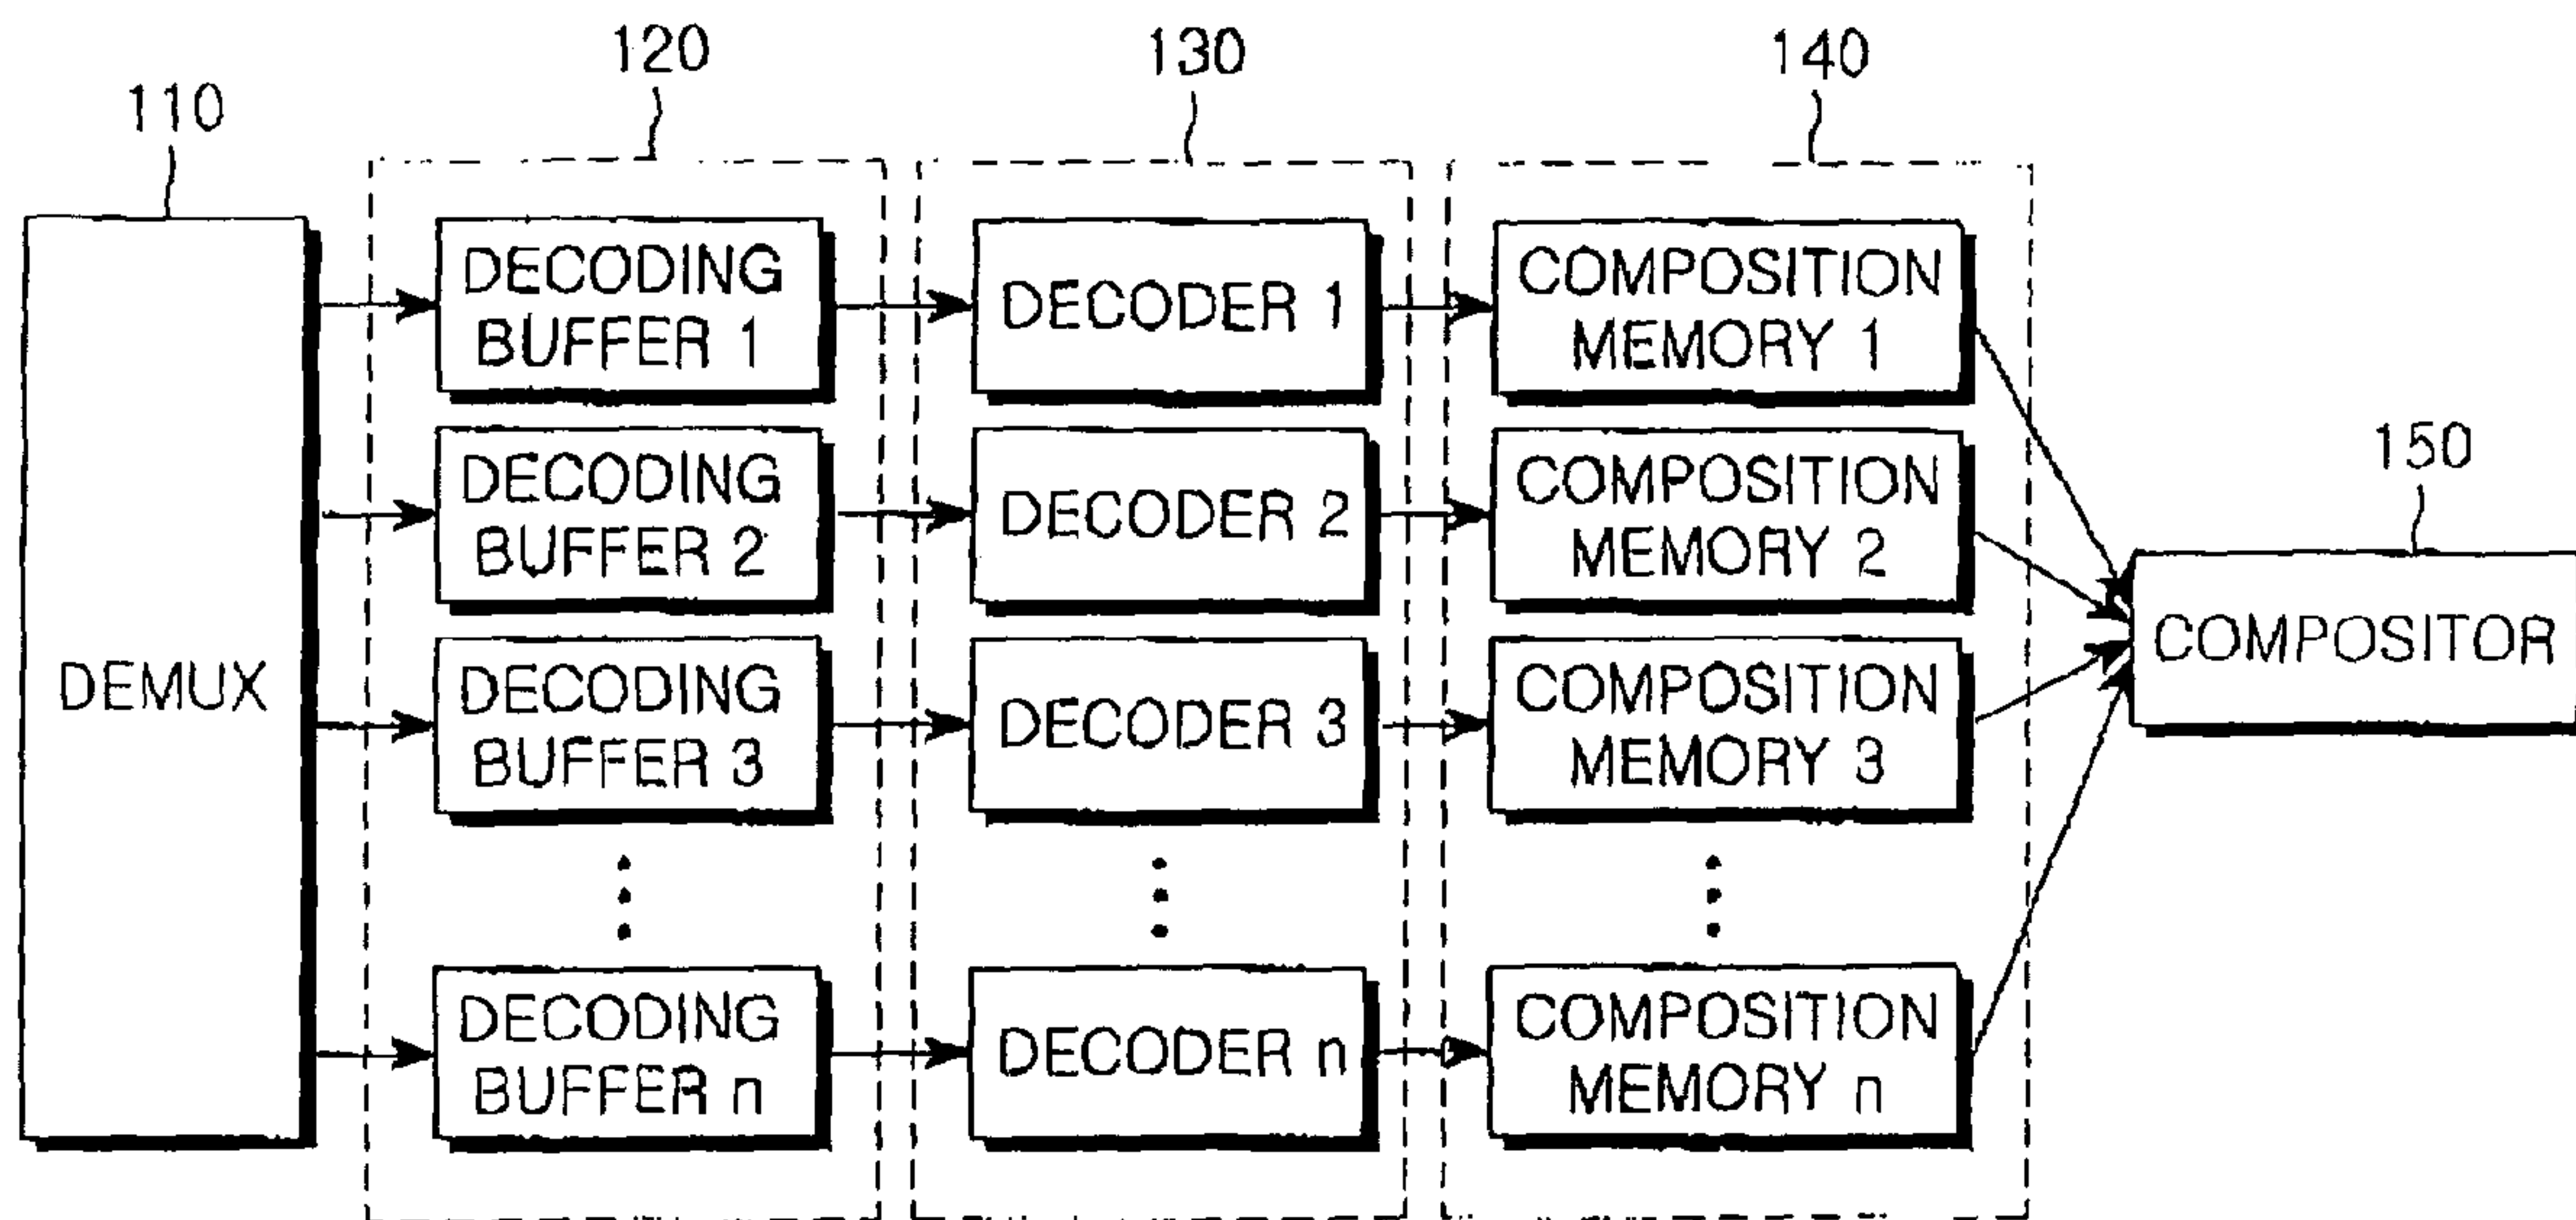 110
120
130
140
DEMUX
DECODING
BUFFER 1
DECODER 1
COMPOSITION
MEMORY 1
DECODING
BUFFER 2
DECODER 2
COMPOSITION
MEMORY 2
DECODING
BUFFER 3
DECODER 3
COMPOSITION
MEMORY 3
DECODING
BUFFER n
DECODER n
COMPOSITION
MEMORY n
150
COMPOSITOR